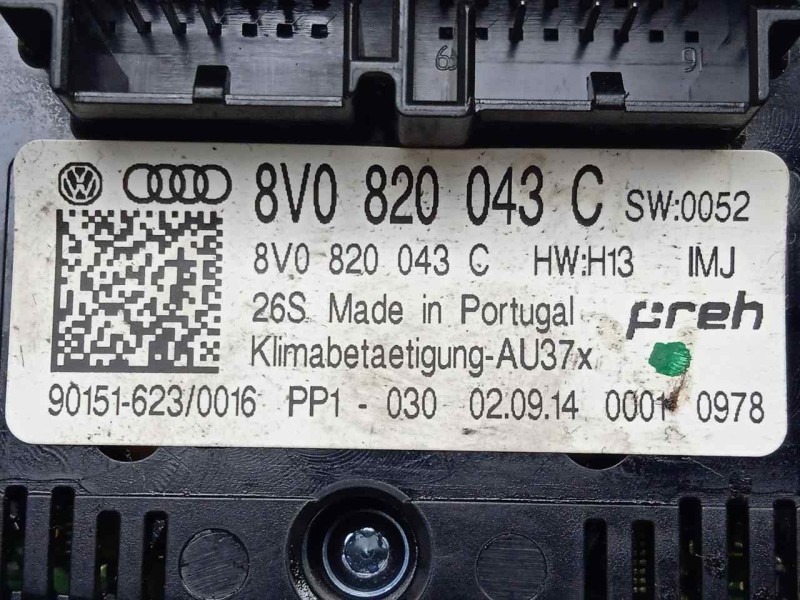 8V0 820 043 C SW:0052
8V0 820 043 C HW:H13 IMJ
26S Made in Portugal preh
Klimabetaetigung-AU37x
90151-623/0016 PP1 - 030 02.09.14 0001 0978